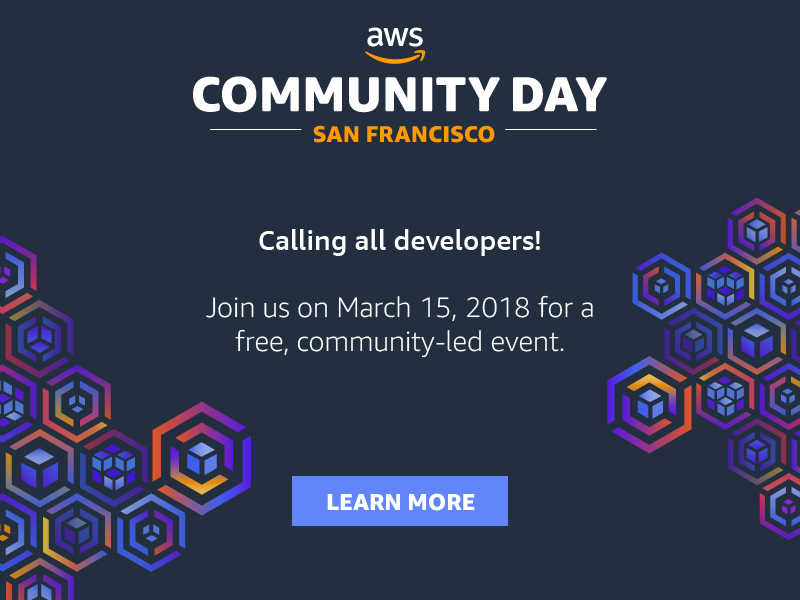 aws
COMMUNITY DAY
SAN FRANCISCO
Calling all developers!
Join us on March 15, 2018 for a
free, community-led event.
LEARN MORE